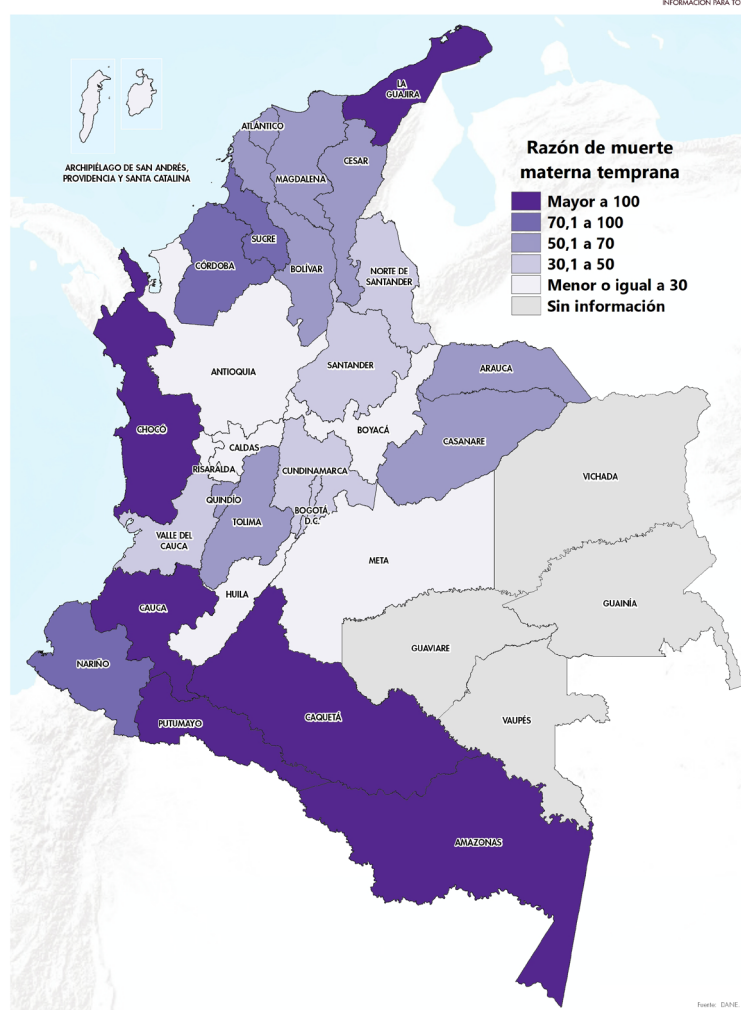 INFORMACIÓN PARA TO
LA
GUAJIRA
ATLÁNTICO
CESAR
MAGDALENA
ARCHIPIÉLAGO DE SAN ANDRÉS,
PROVIDENCIA Y SANTA CATALINA
Razón de muerte
materna temprana
Mayor a 100
70,1 a 100
50,1 a 70
30,1 a 50
Menor o igual a 30
Sin información
SUCRE
CÓRDOBA
BOLÍVAR
NORTE DE
SANTANDER
ANTIOQUIA
SANTANDER
ARAUCA
CHOCÓ
BOYACÁ
CASANARE
CALDAS
RISARALDA
CUNDINAMARCA
VICHADA
QUINDÍO
BOGOTÁ
D.C.
TOLIMA
VALLE DEL
CAUCA
META
HUILA
GUAINÍA
CAUCA
GUAVIARE
NARIÑO
CAQUETÁ
VAUPÉS
PUTUMAYO
AMAZONAS
Fuente: DANE.